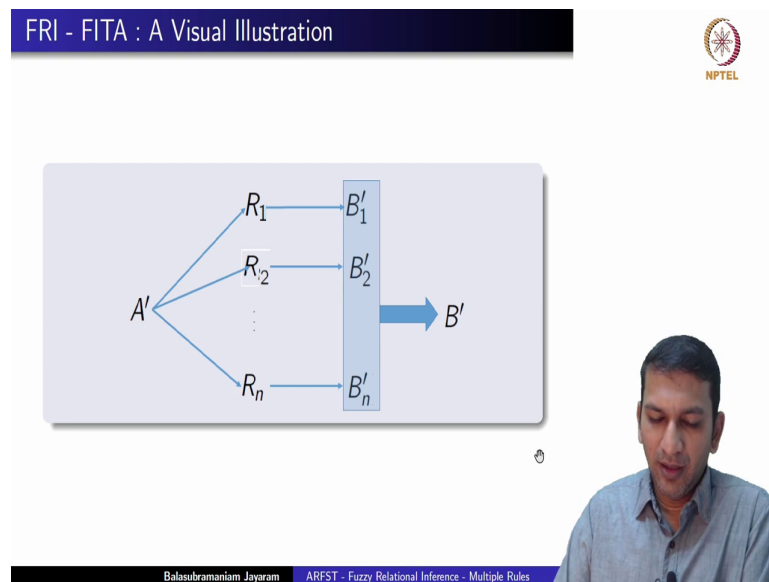 FRI - FITA : A Visual Illustration
NPTEL
R₁ B′₁
R₂ B′₂
A′ ⋮ B′
Rₙ B′ₙ
Balasubramaniam Jayaram ARFST - Fuzzy Relational Inference - Multiple Rules